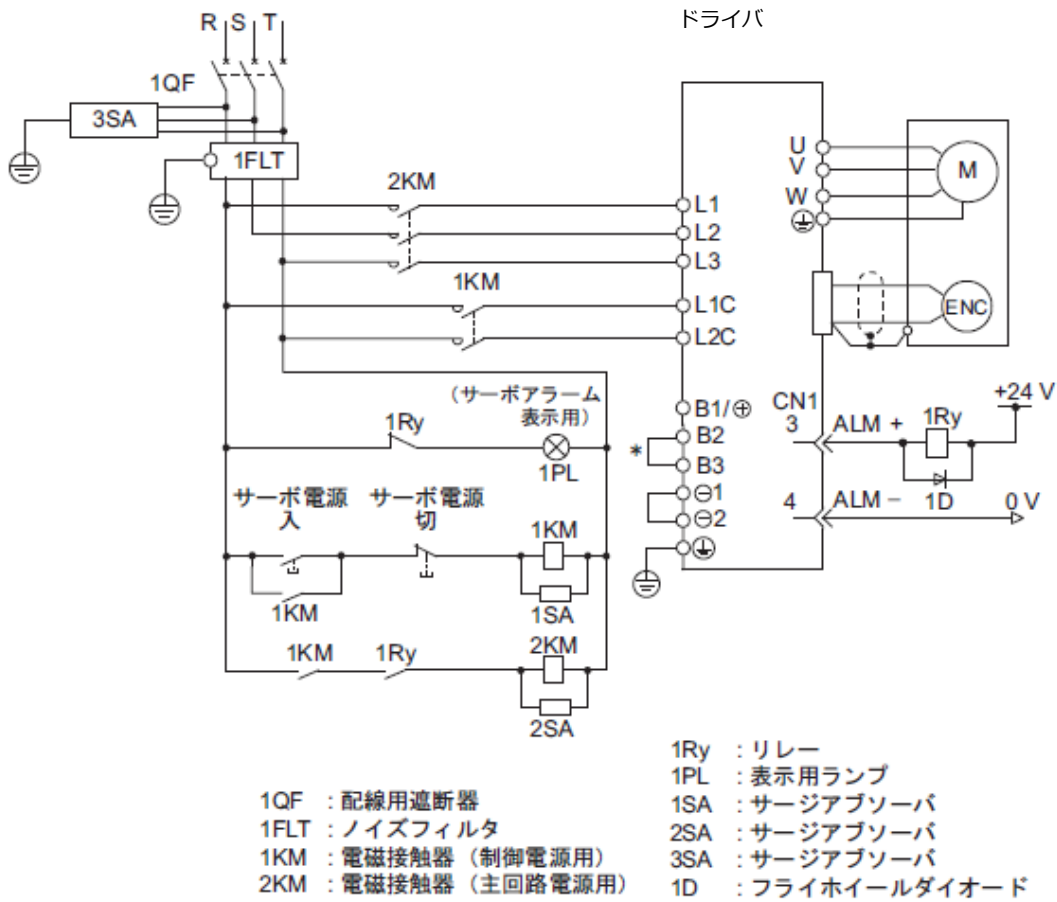 ドライバ
R S T
1QF
3SA
1FLT
2KM
L1
L2
L3
1KM
L1C
L2C
U
V
W
M
ENC
(サーボアラーム
表示用)
1Ry
1PL
B1/⊕
B2
* B3
⊖1
⊖2
CN1
3 ALM +
1Ry
+24 V
1D
4 ALM −
0 V
サーボ電源
入
サーボ電源
切
1KM
1KM
1SA
1KM
1Ry
2KM
2SA
1QF : 配線用遮断器
1FLT : ノイズフィルタ
1KM : 電磁接触器(制御電源用)
2KM : 電磁接触器(主回路電源用)
1Ry : リレー
1PL : 表示用ランプ
1SA : サージアブソーバ
2SA : サージアブソーバ
3SA : サージアブソーバ
1D : フライホイールダイオード